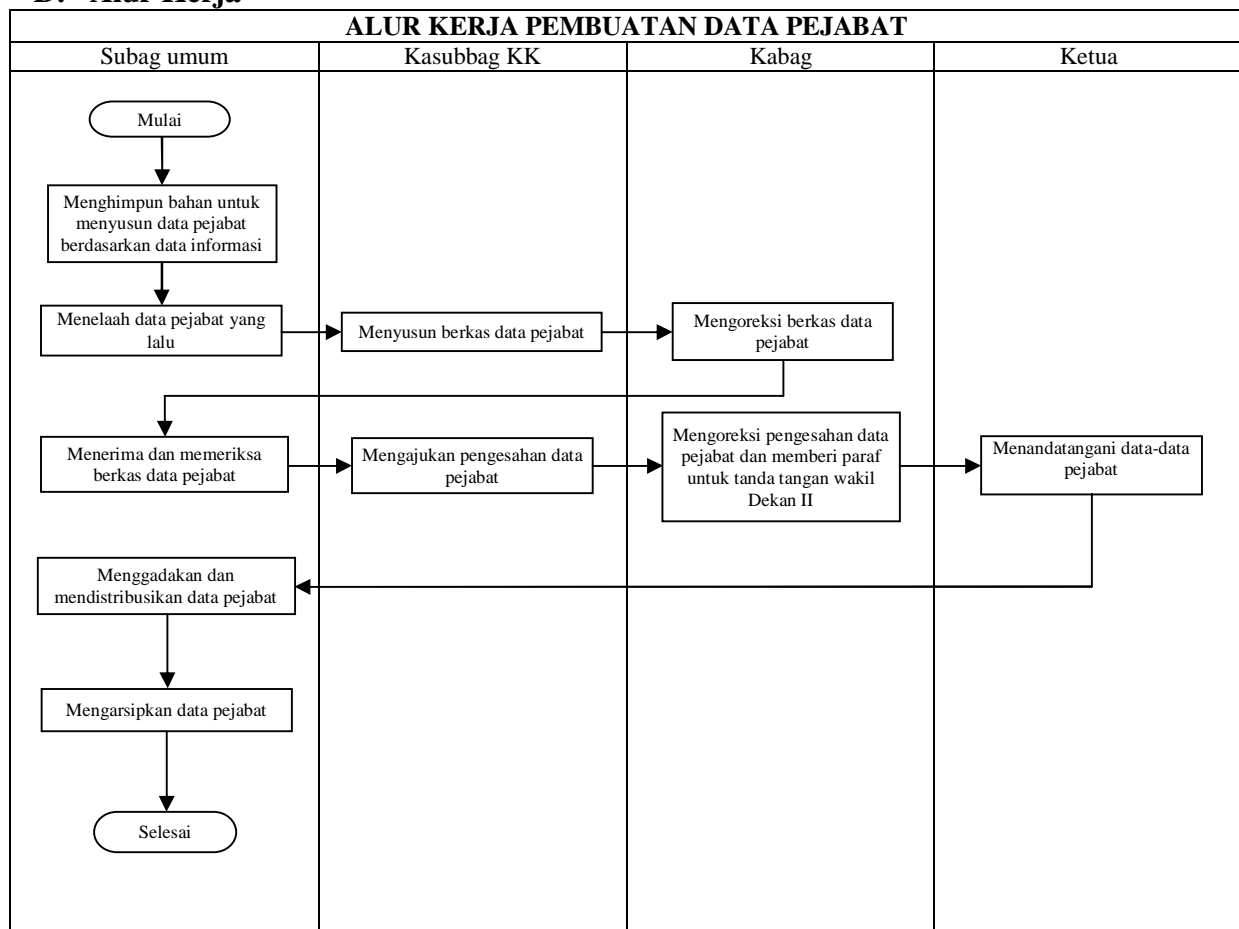 ALUR KERJA PEMBUATAN DATA PEJABAT
Subag umum
Kasubbag KK
Kabag
Ketua
Mulai
Menghimpun bahan untuk
menyusun data pejabat
berdasarkan data informasi
Menelaah data pejabat yang
lalu
Menyusun berkas data pejabat
Mengoreksi berkas data
pejabat
Menerima dan memeriksa
berkas data pejabat
Mengajukan pengesahan data
pejabat
Mengoreksi pengesahan data
pejabat dan memberi paraf
untuk tanda tangan wakil
Dekan II
Menandatangani data-data
pejabat
Menggadakan dan
mendistribusikan data pejabat
Mengarsipkan data pejabat
Selesai